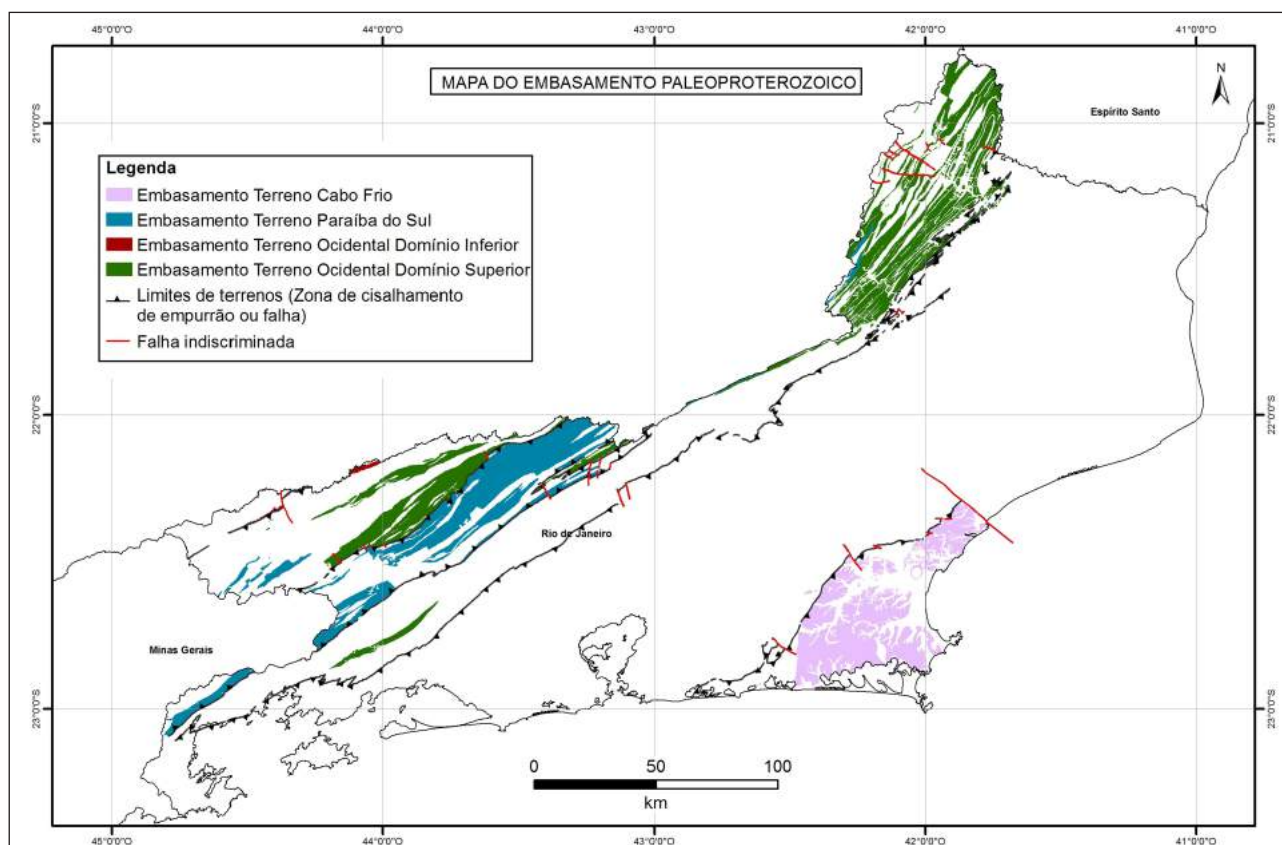 45°0'0"O 44°0'0"O 43°0'0"O 42°0'0"O 41°0'0"O
MAPA DO EMBASAMENTO PALEOPROTEROZOICO
N
Espírito Santo
21°0'0"S 21°0'0"S
Legenda
Embasamento Terreno Cabo Frio
Embasamento Terreno Paraíba do Sul
Embasamento Terreno Ocidental Domínio Inferior
Embasamento Terreno Ocidental Domínio Superior
Limites de terrenos (Zona de cisalhamento
de empurrão ou falha)
Falha indiscriminada
22°0'0"S 22°0'0"S
Rio de Janeiro
Minas Gerais
23°0'0"S 23°0'0"S
0 50 100
km
45°0'0"O 44°0'0"O 43°0'0"O 42°0'0"O 41°0'0"O